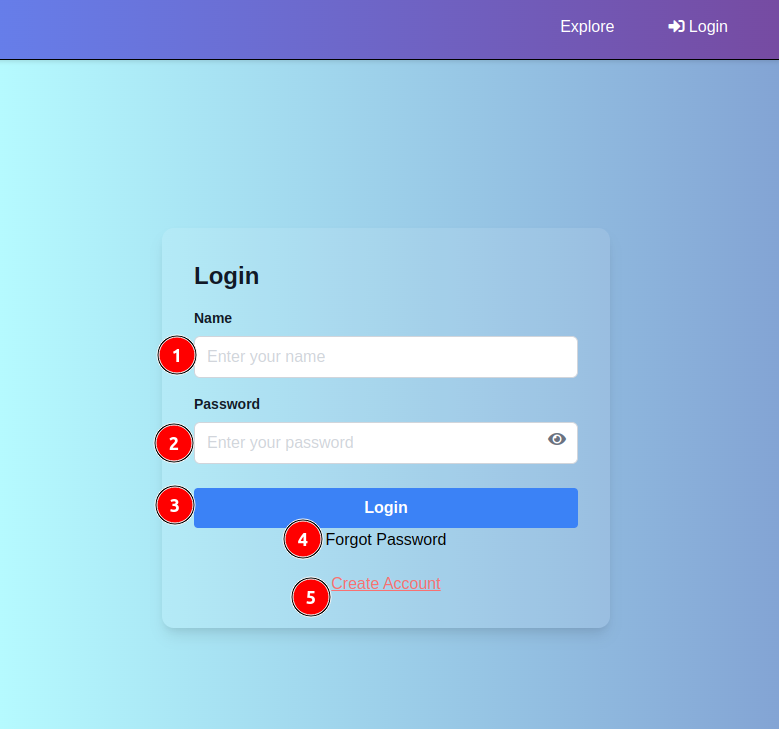 Explore Login
Login
Name
1 Enter your name
Password
2 Enter your password
3 Login
4 Forgot Password
5 Create Account